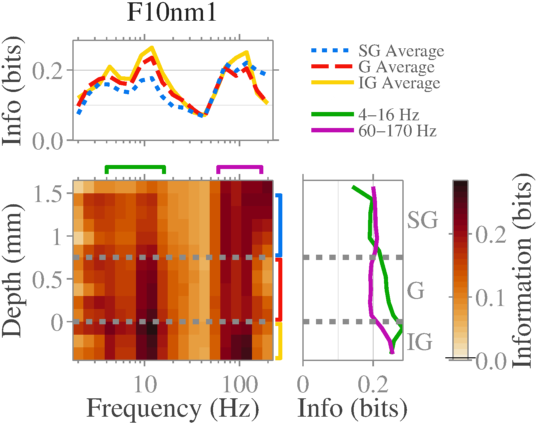 F10nm1
Info (bits)
0.2
0.0
SG Average
G Average
IG Average
4−16 Hz
60−170 Hz
Depth (mm)
1.5
1
0.5
0
10
100
Frequency (Hz)
SG
G
IG
0
0.2
Info (bits)
0.2
0.1
0.0
Information (bits)